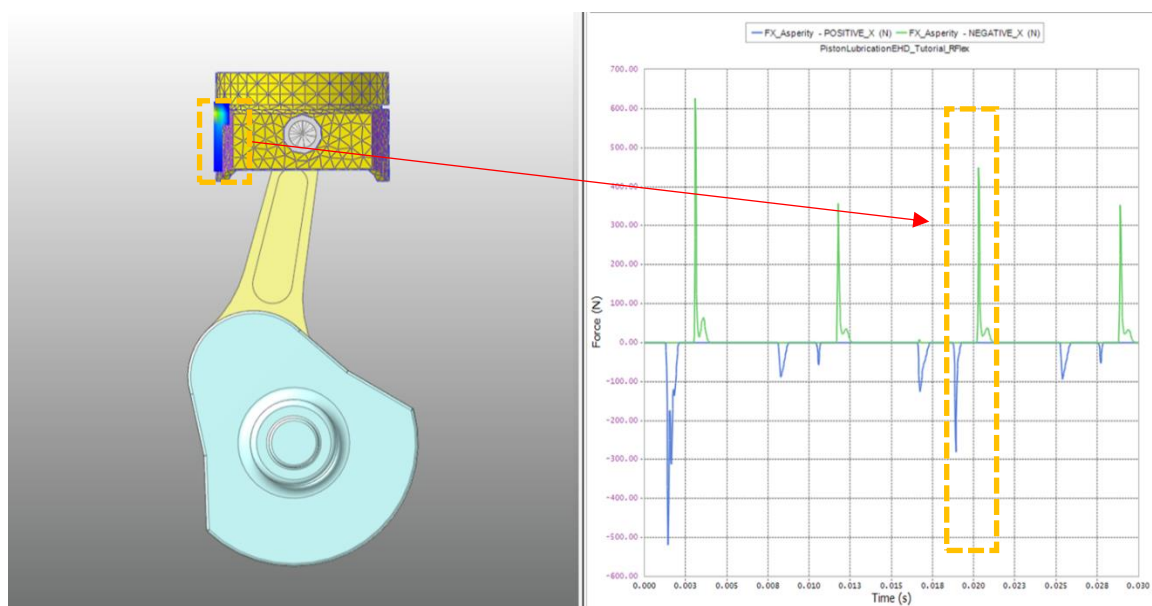 FX_Asperity - POSITIVE_X (N) FX_Asperity - NEGATIVE_X (N)
PistonLubricationEHD_Tutorial_RFlex
700.00
600.00
500.00
400.00
300.00
200.00
100.00
0.00
-100.00
-200.00
-300.00
-400.00
-500.00
-600.00
Force (N)
0.000 0.003 0.005 0.008 0.010 0.013 0.015 0.018 0.020 0.023 0.025 0.028 0.030
Time (s)